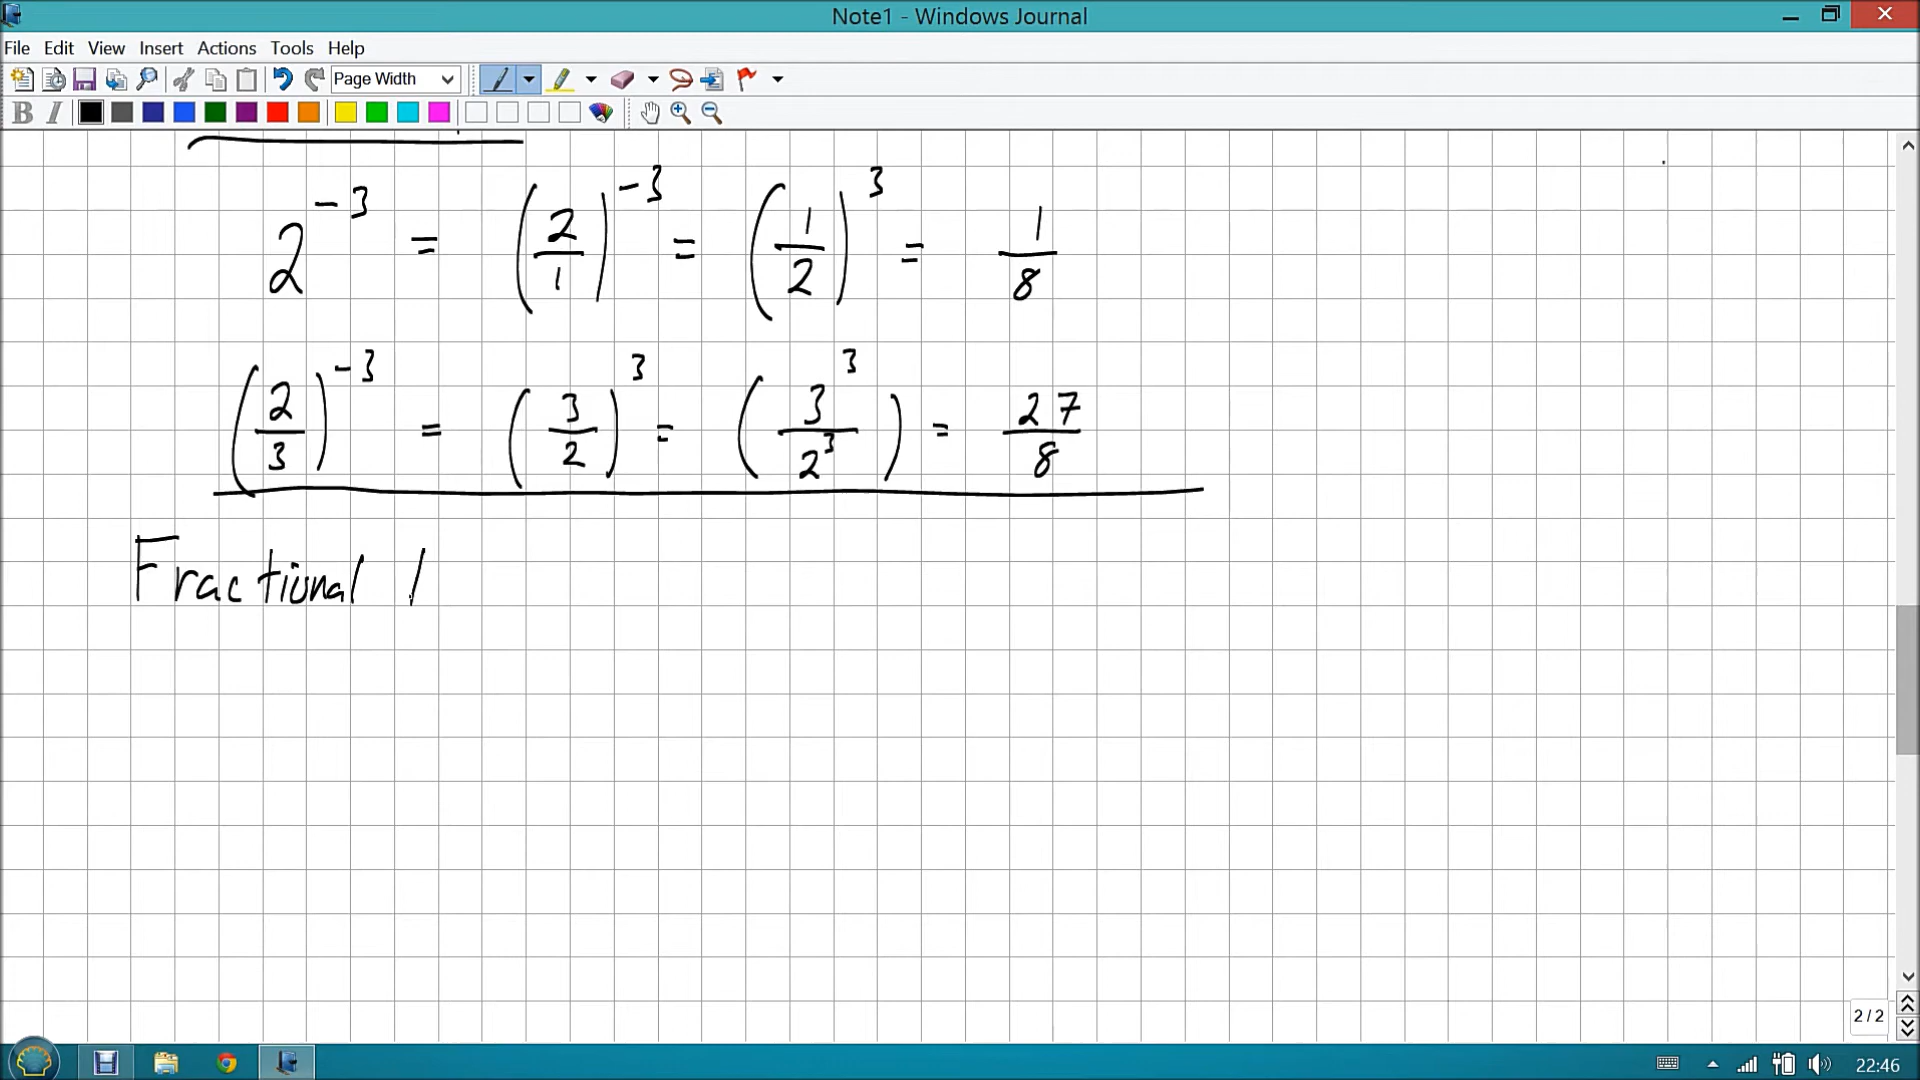 Note1 - Windows Journal
File Edit View Insert Actions Tools Help
Page Width
B I
2^-3 = (2/1)^-3 = (1/2)^3 = 1/8
(2/3)^-3 = (3/2)^3 = (3^3/2^3) = 27/8
Fractional
2 / 2
22:46